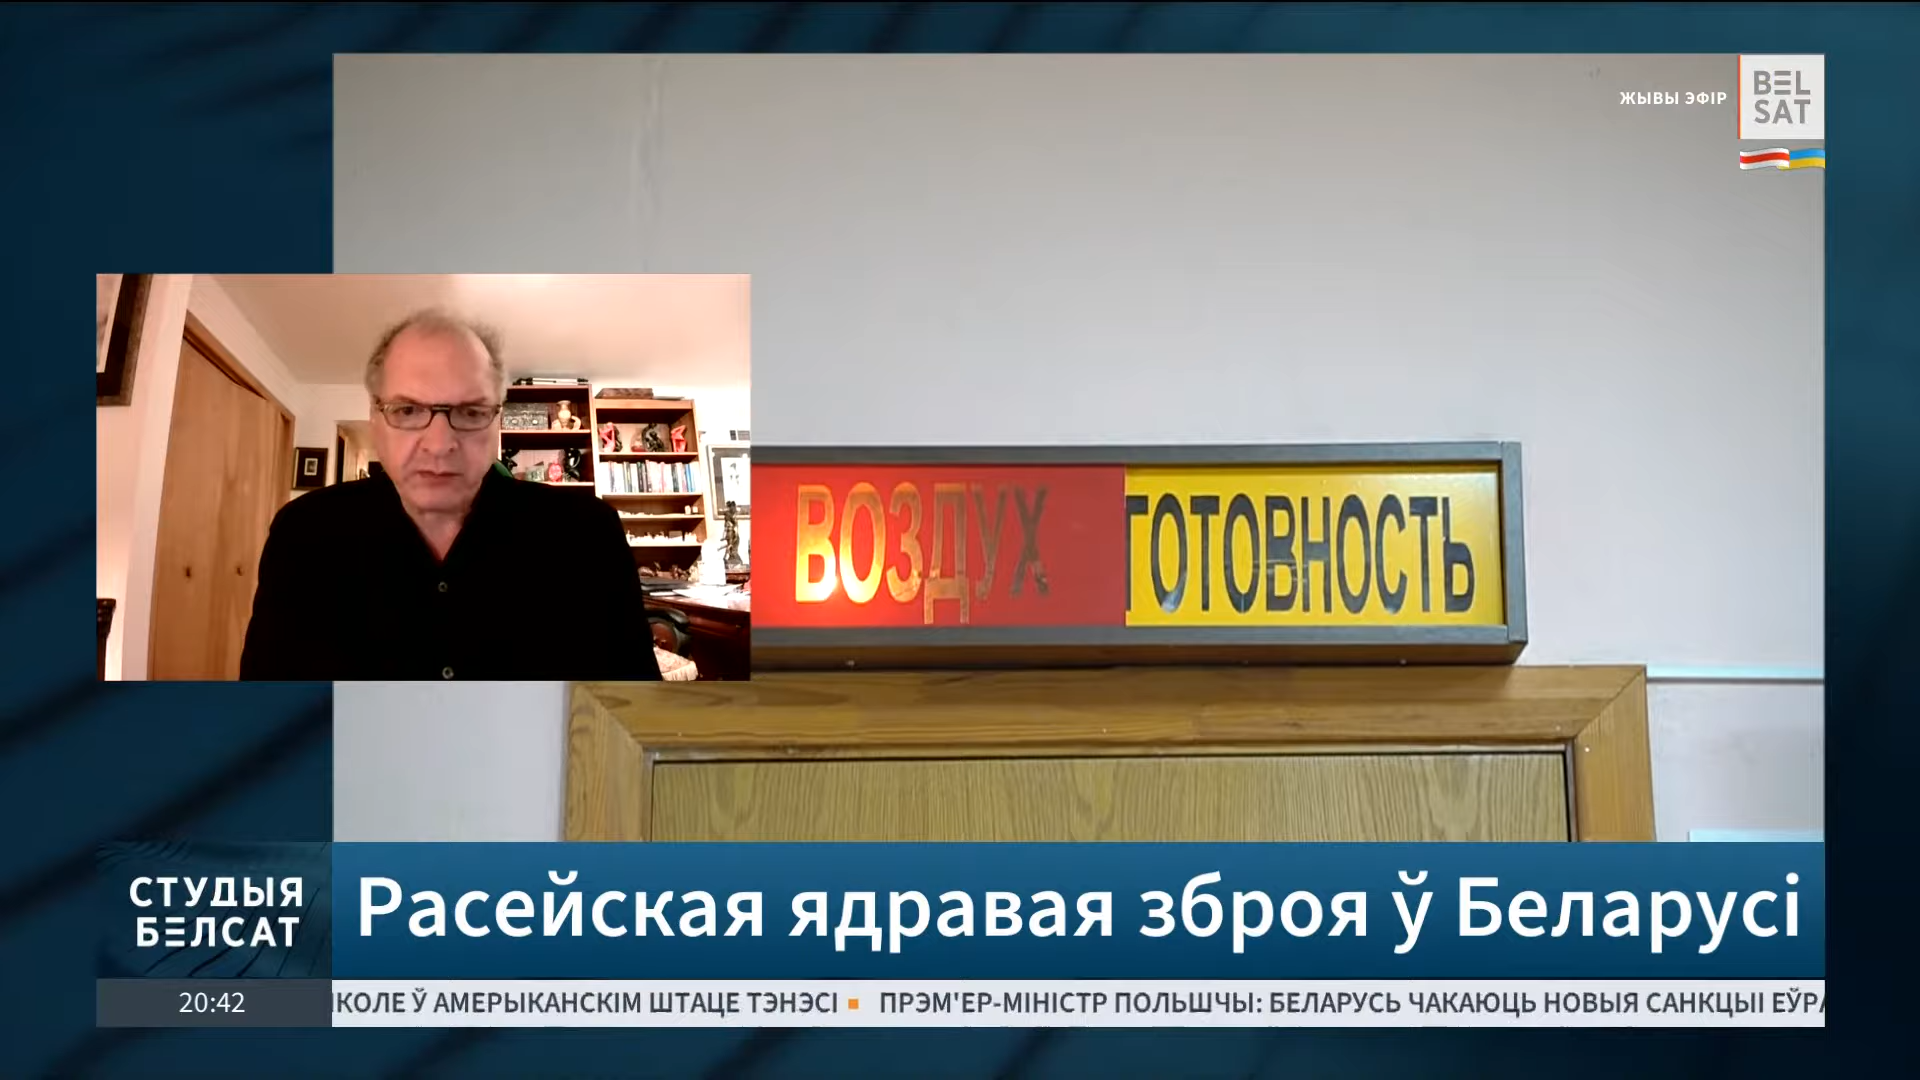 ЖЫВЫ ЭФІР
BEL
SAT
ВОЗДУХ
ГОТОВНОСТЬ
СТУДЫЯ
БЕЛСАТ
Расейская ядравая зброя ў Беларусі
20:42
Ў АМЕРЫКАНСКІМ ШТАЦЕ ТЭНЭСІ ▪ ПРЭМ'ЕР-МІНІСТР ПОЛЬШЧЫ: БЕЛАРУСЬ ЧАКАЮЦЬ НОВЫЯ САНКЦЫІ